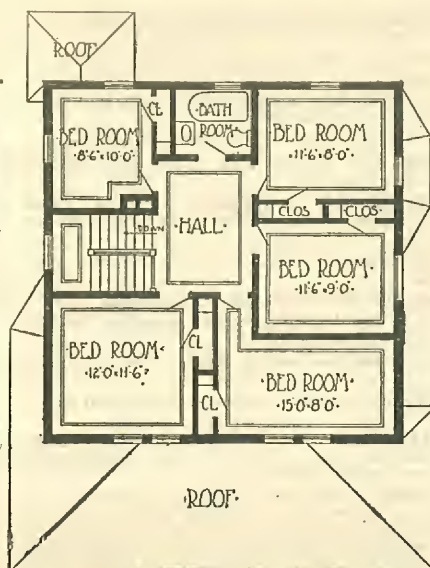 ROOF
CL
BATH
ROOM
BED ROOM
8'6"x10'0"
BED ROOM
11'6"x8'0"
DOWN
HALL
CLOS
CLOS
BED ROOM
11'6"x9'0"
BED ROOM
12'0"x11'6"
CL
CL
BED ROOM
15'0"x8'0"
ROOF